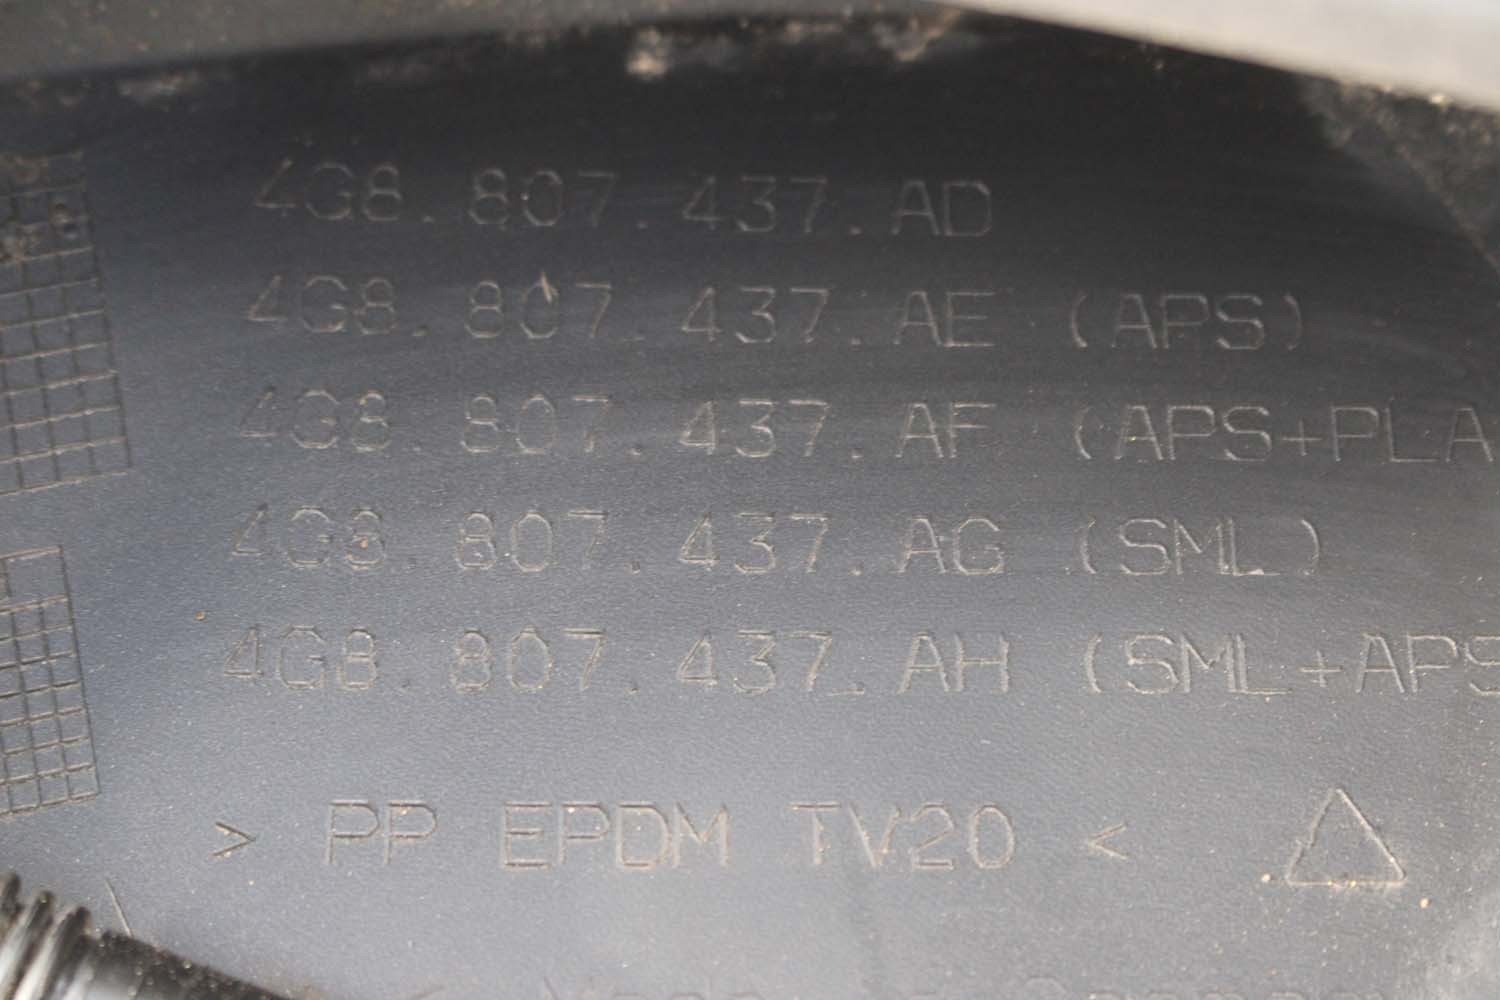 4G8.807.437.AD
4G8.807.437.AE (APS)
4G8.807.437.AF (APS+PLA
4G8.807.437.AG (SML)
4G8.807.437.AH (SML+APS
> PP EPDM TV20 <